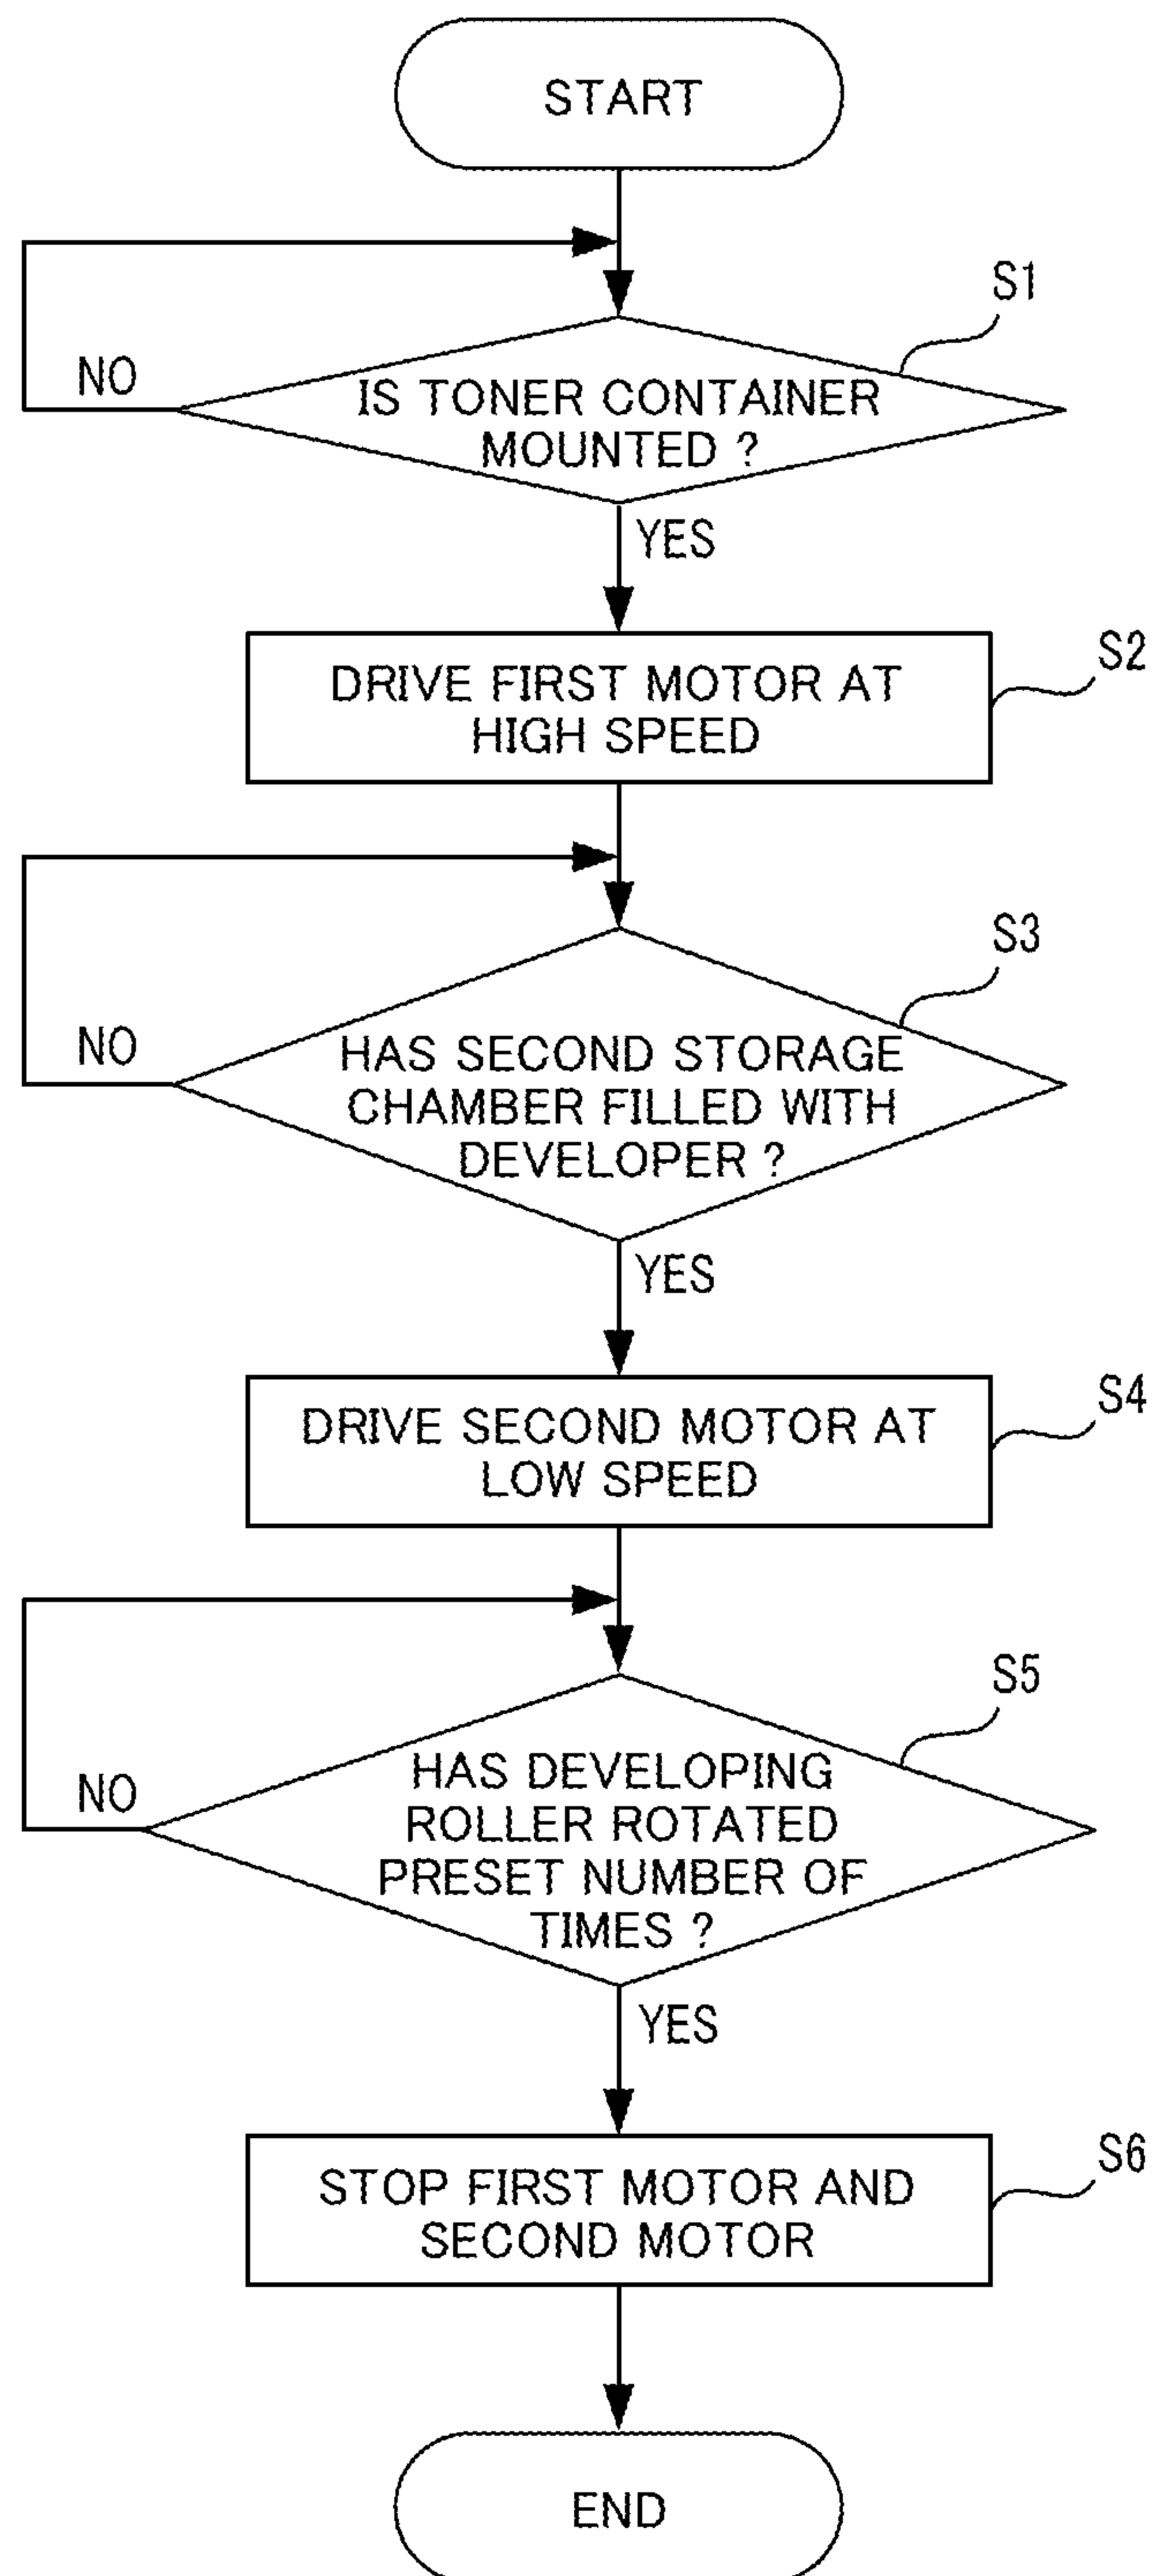 START
S1
NO
IS TONER CONTAINER
MOUNTED ?
YES
S2
DRIVE FIRST MOTOR AT
HIGH SPEED
S3
NO
HAS SECOND STORAGE
CHAMBER FILLED WITH
DEVELOPER ?
YES
S4
DRIVE SECOND MOTOR AT
LOW SPEED
S5
NO
HAS DEVELOPING
ROLLER ROTATED
PRESET NUMBER OF
TIMES ?
YES
S6
STOP FIRST MOTOR AND
SECOND MOTOR
END